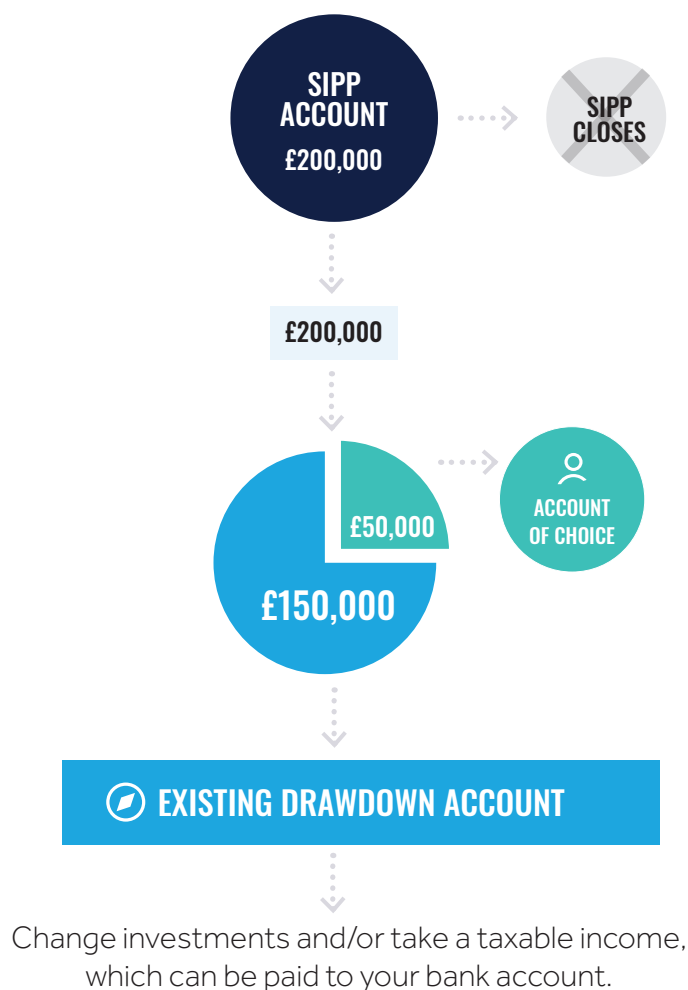 SIPP
ACCOUNT
£200,000
SIPP
CLOSES
£200,000
£50,000
ACCOUNT
OF CHOICE
£150,000
EXISTING DRAWDOWN ACCOUNT
Change investments and/or take a taxable income,
which can be paid to your bank account.